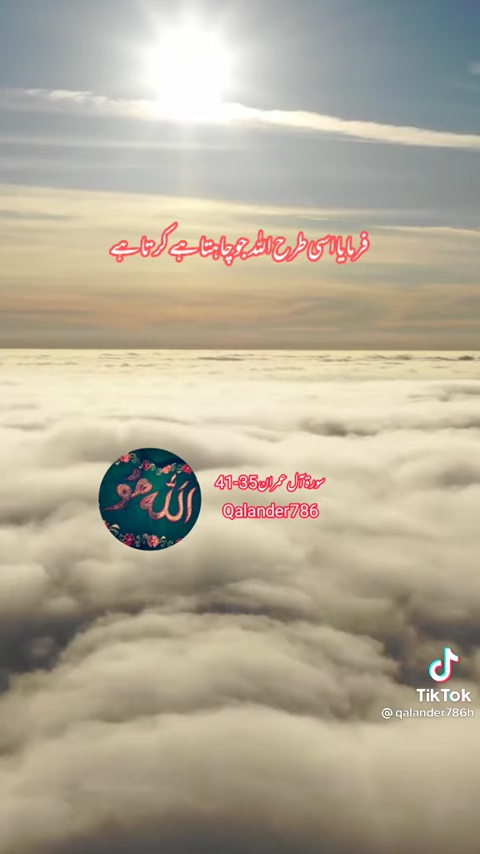 فرمایا اسی طرح اللہ جو چاہتا ہے کرتا ہے
اللہ ھو
سورۃ آل عمران 35-41
Qalander786
TikTok
@qalander786h